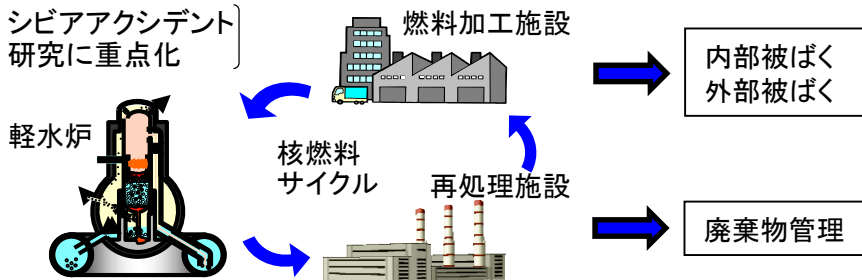 シビアアクシデント
研究に重点化
燃料加工施設
内部被ばく
外部被ばく
軽水炉
核燃料
サイクル
再処理施設
廃棄物管理